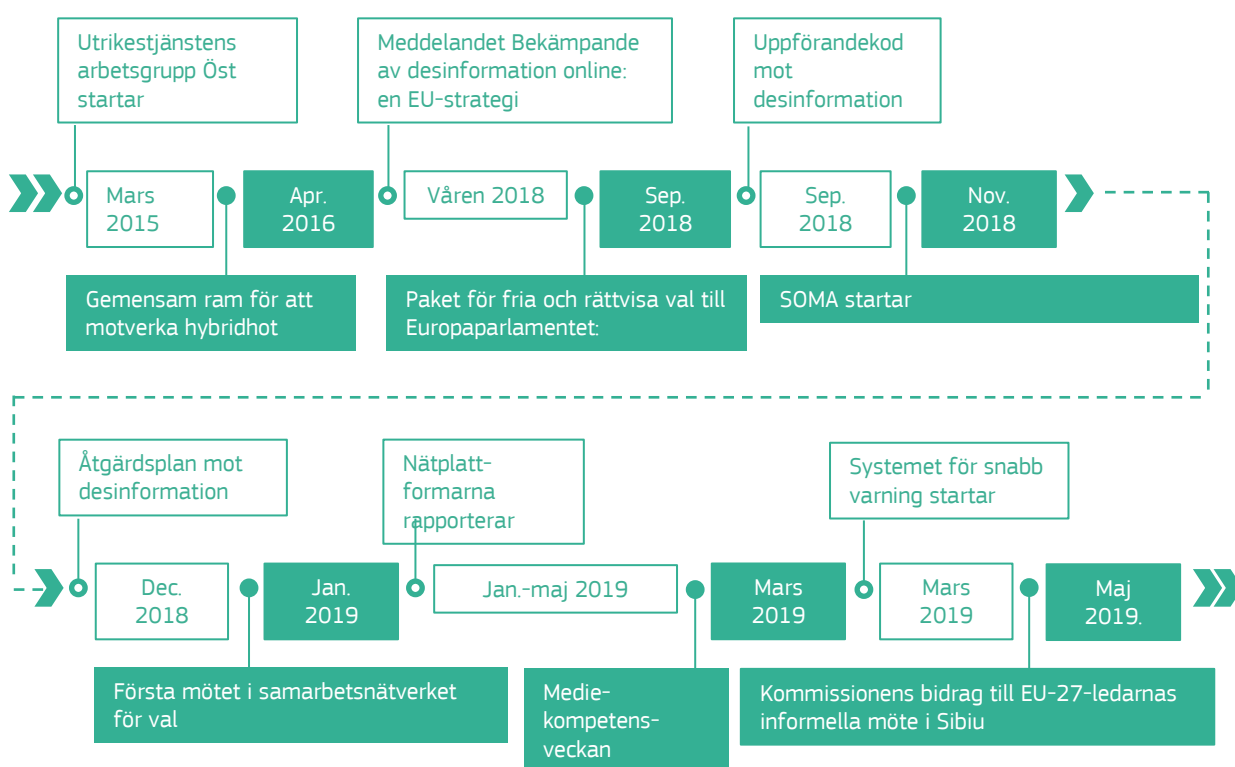 Utrikestjänstens
arbetsgrupp Öst
startar
Meddelandet Bekämpande
av desinformation online:
en EU-strategi
Uppförandekod
mot
desinformation
Mars
2015
Apr.
2016
Våren 2018
Sep.
2018
Sep.
2018
Nov.
2018
Gemensam ram för att
motverka hybridhot
Paket för fria och rättvisa val till
Europaparlamentet:
SOMA startar
Åtgärdsplan mot
desinformation
Nätplatt-
formarna
rapporterar
Systemet för snabb
varning startar
Dec.
2018
Jan.
2019
Jan.-maj 2019
Mars
2019
Mars
2019
Maj
2019.
Första mötet i samarbetsnätverket
för val
Medie-
kompetens-
veckan
Kommissionens bidrag till EU-27-ledarnas
informella möte i Sibiu